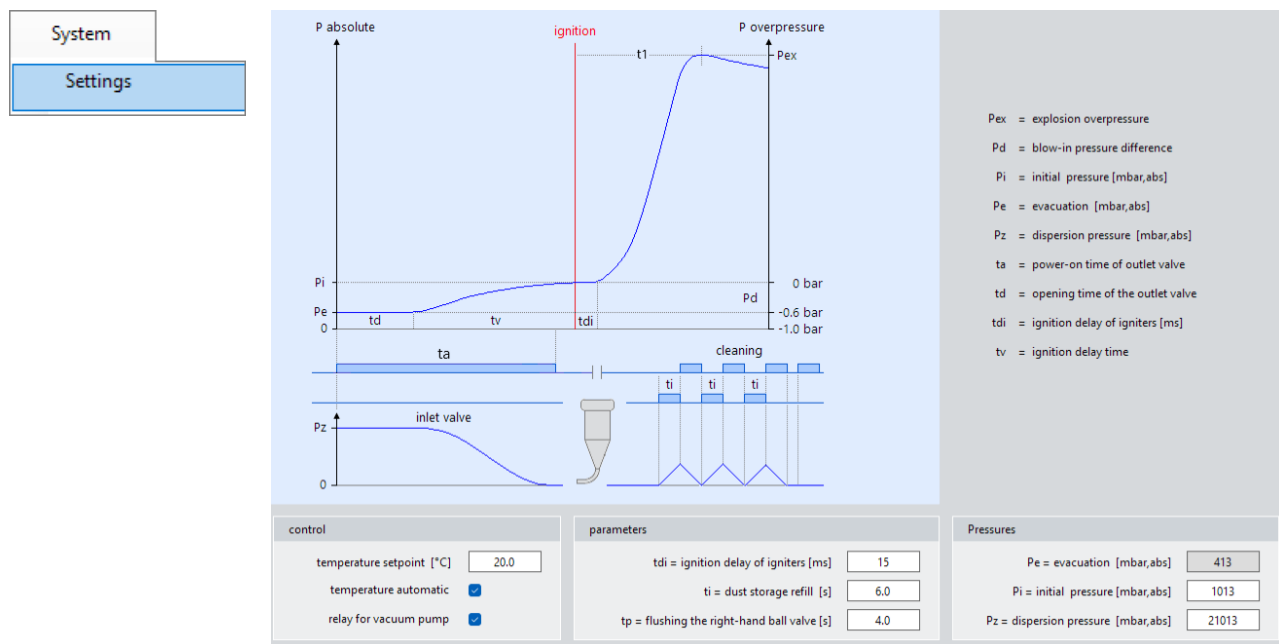 System
Settings
P absolute
ignition
P overpressure
t1
Pex
Pi
0 bar
Pd
Pe
-0.6 bar
td
tv
tdi
0
-1.0 bar
ta
cleaning
ti
ti
ti
inlet valve
Pz
0
Pex = explosion overpressure
Pd = blow-in pressure difference
Pi = initial pressure [mbar,abs]
Pe = evacuation [mbar,abs]
Pz = dispersion pressure [mbar,abs]
ta = power-on time of outlet valve
td = opening time of the outlet valve
tdi = ignition delay of igniters [ms]
tv = ignition delay time
control
temperature setpoint [°C] 20.0
temperature automatic
relay for vacuum pump
parameters
tdi = ignition delay of igniters [ms] 15
ti = dust storage refill [s] 6.0
tp = flushing the right-hand ball valve [s] 4.0
Pressures
Pe = evacuation [mbar,abs] 413
Pi = initial pressure [mbar,abs] 1013
Pz = dispersion pressure [mbar,abs] 21013